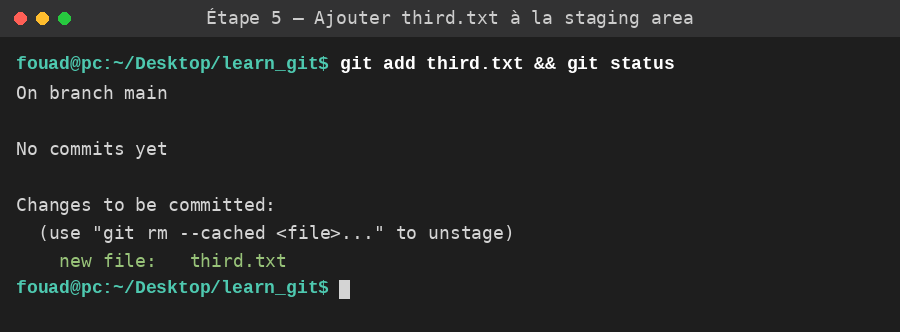 Étape 5 — Ajouter third.txt à la staging area
fouad@pc:~/Desktop/learn_git$ git add third.txt && git status
On branch main
No commits yet
Changes to be committed:
(use "git rm --cached <file>..." to unstage)
new file:   third.txt
fouad@pc:~/Desktop/learn_git$